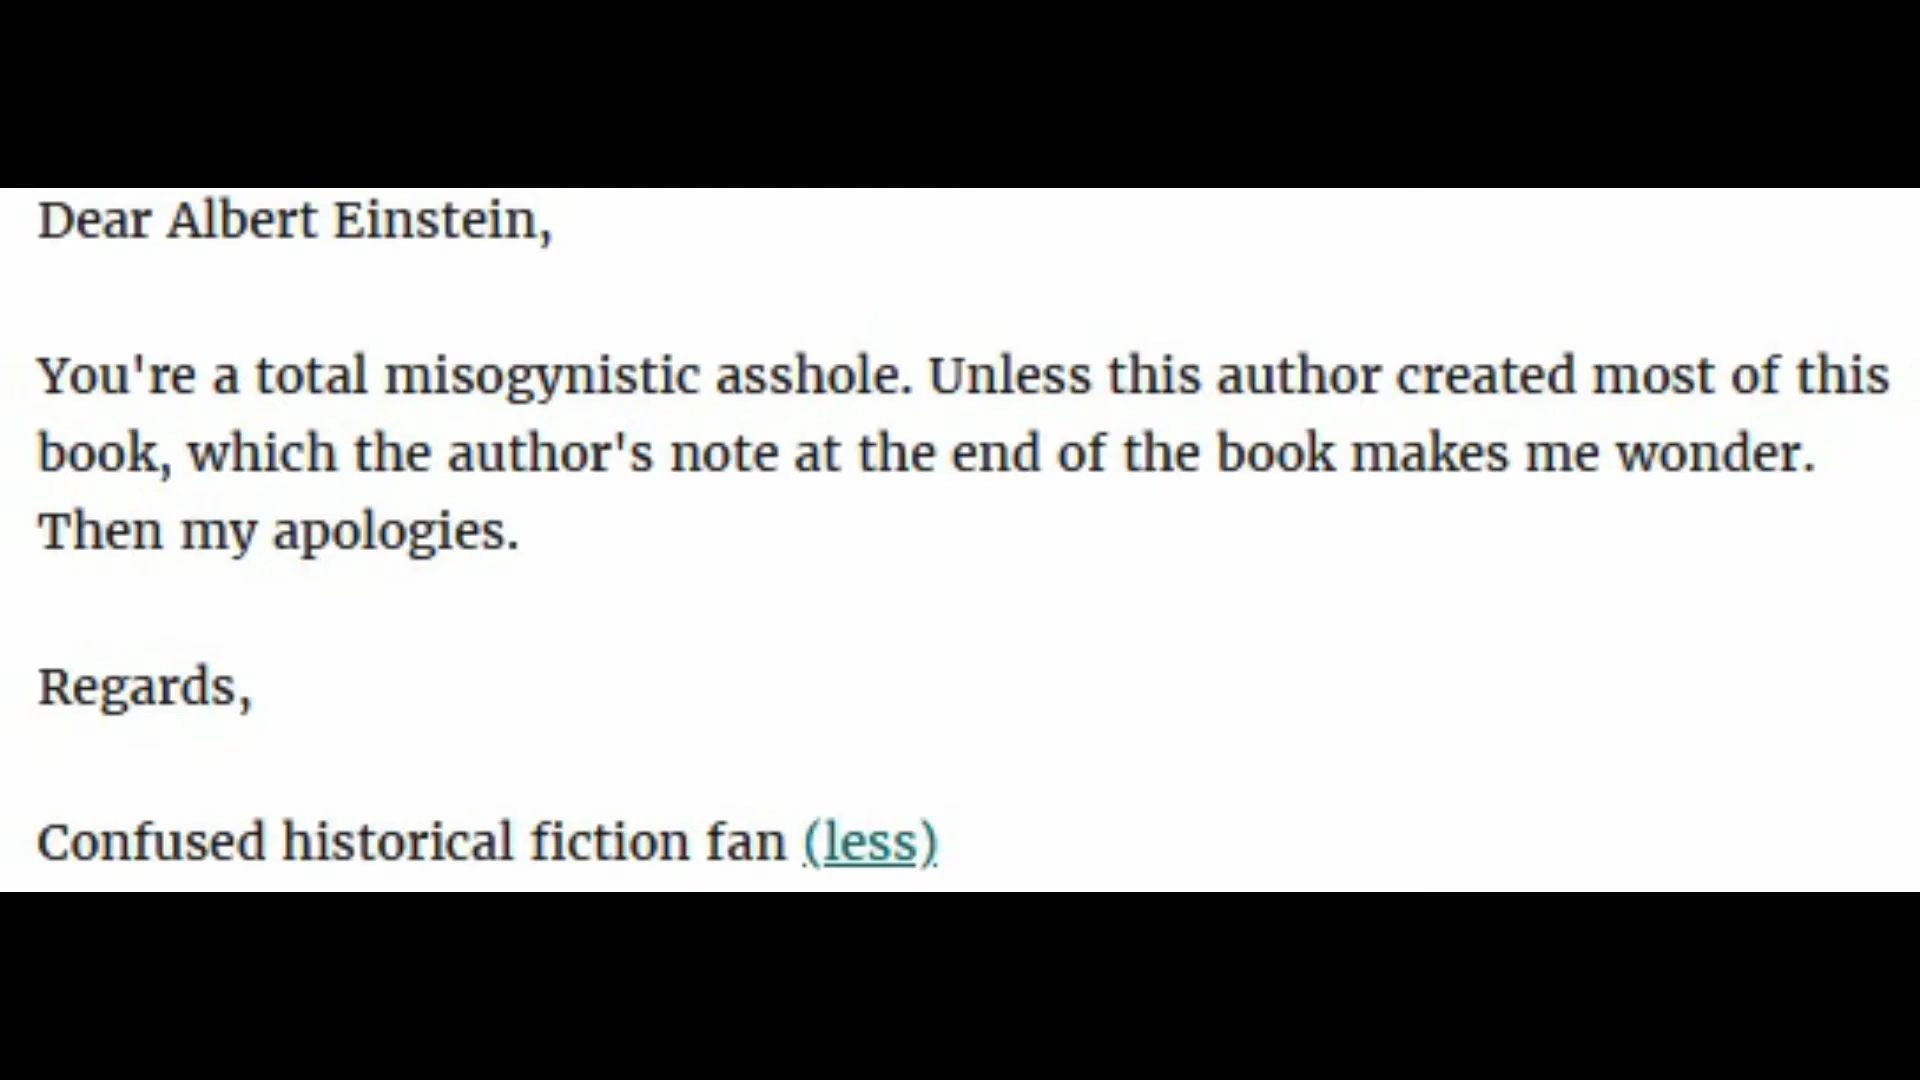 Dear Albert Einstein,
You're a total misogynistic asshole. Unless this author created most of this
book, which the author's note at the end of the book makes me wonder.
Then my apologies.
Regards,
Confused historical fiction fan (less)